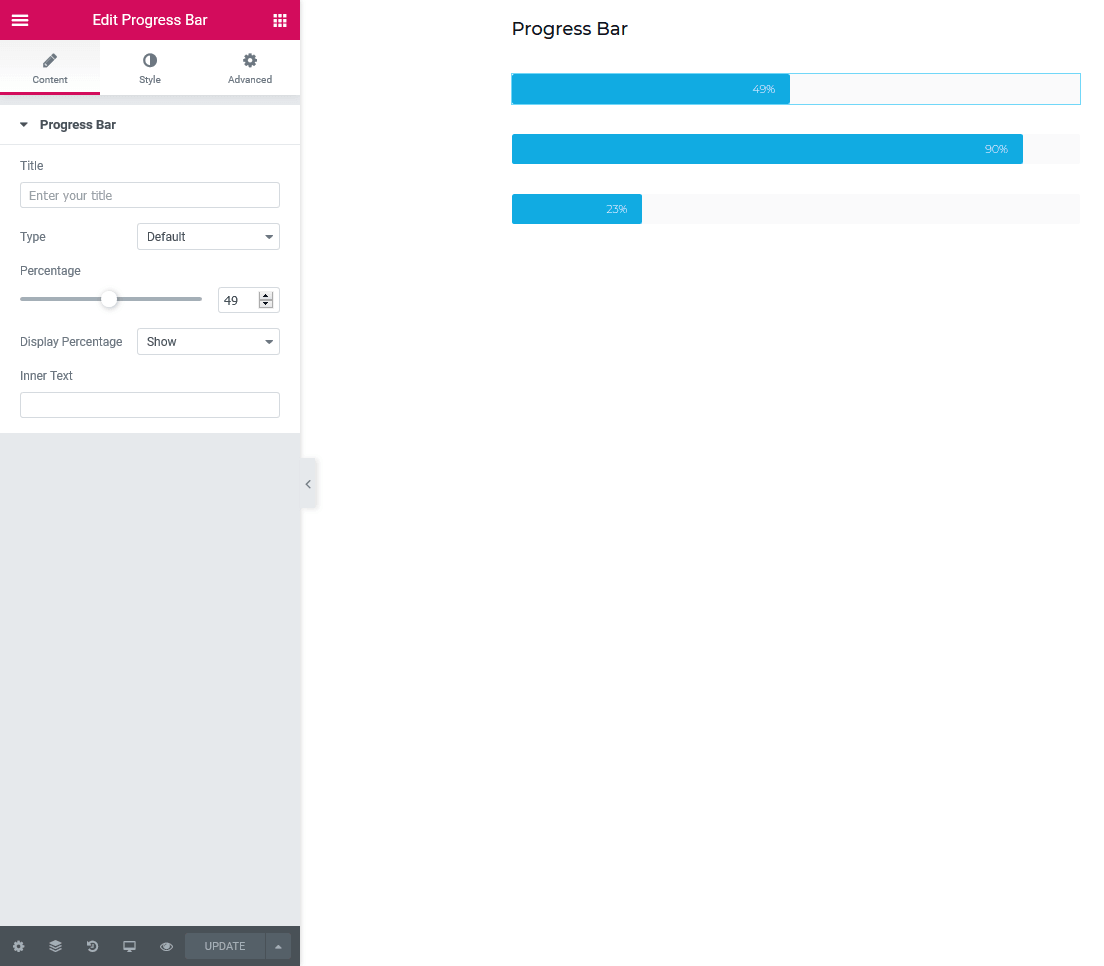 Edit Progress Bar
Content
Style
Advanced
Progress Bar
Title
Enter your title
Type
Default
Percentage
49
Display Percentage
Show
Inner Text
UPDATE
Progress Bar
49%
90%
23%